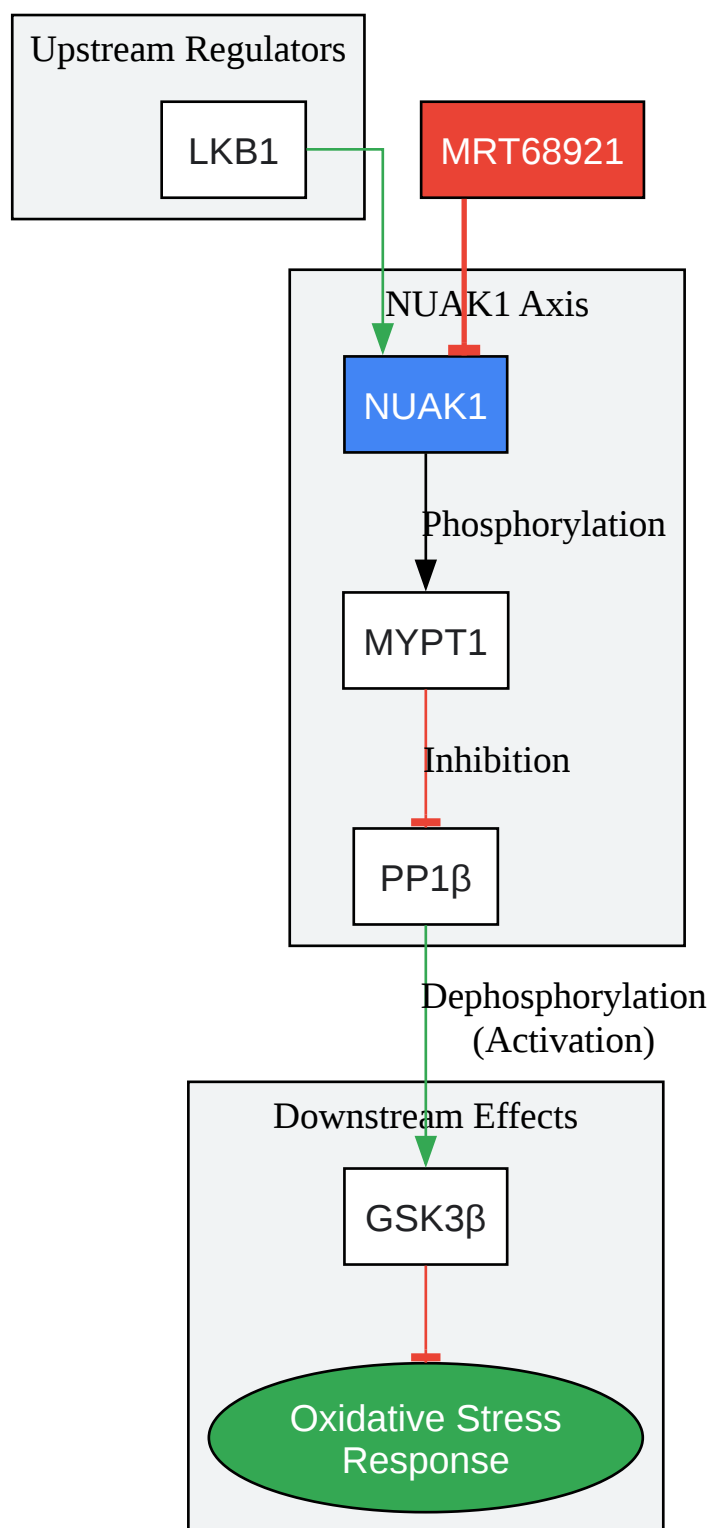 Upstream Regulators
LKB1
MRT68921
NUAK1 Axis
NUAK1
Phosphorylation
MYPT1
Inhibition
PP1β
Dephosphorylation
(Activation)
Downstream Effects
GSK3β
Oxidative Stress
Response